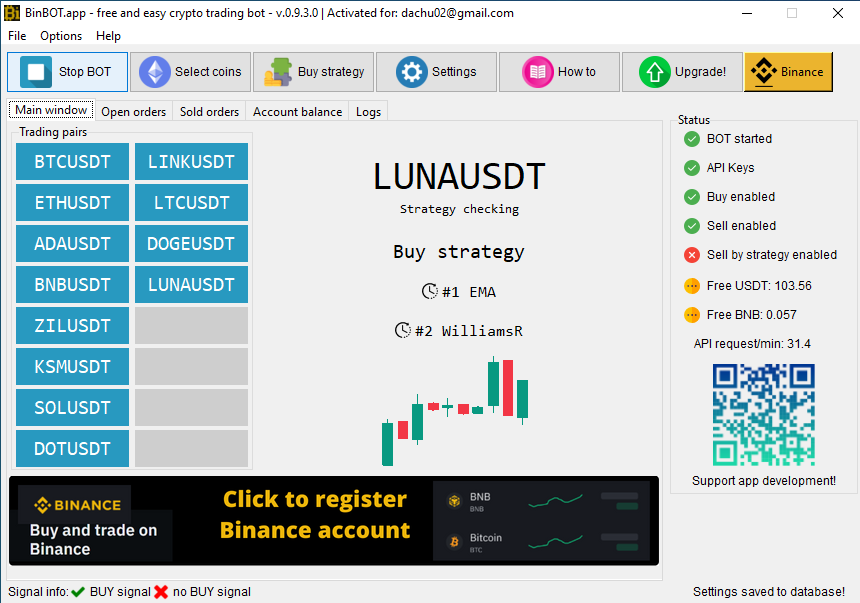 BinBOT.app - free and easy crypto trading bot - v.0.9.3.0 | Activated for: dachu02@gmail.com
File Options Help
Stop BOT Select coins Buy strategy Settings How to Upgrade! Binance
Main window Open orders Sold orders Account balance Logs
Trading pairs
BTCUSDT LINKUSDT
ETHUSDT LTCUSDT
ADAUSDT DOGEUSDT
BNBUSDT LUNAUSDT
ZILUSDT
KSMUSDT
SOLUSDT
DOTUSDT
LUNAUSDT
Strategy checking
Buy strategy
#1 EMA
#2 WilliamsR
Status
BOT started
API Keys
Buy enabled
Sell enabled
Sell by strategy enabled
Free USDT: 103.56
Free BNB: 0.057
API request/min: 31.4
Support app development!
BINANCE
Buy and trade on
Binance
Click to register
Binance account
BNB
BNB
Bitcoin
BTC
Signal info: BUY signal no BUY signal
Settings saved to database!